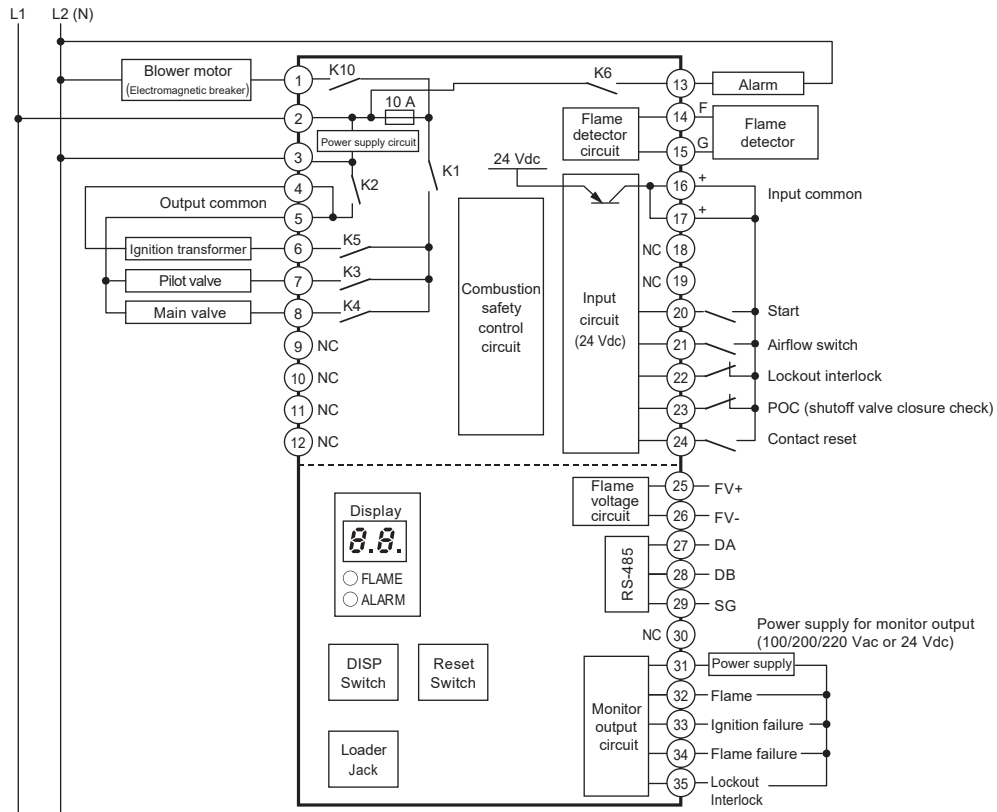 L1
L2 (N)
Blower motor
(Electromagnetic breaker)
1
K10
K6
13
Alarm
2
10 A
Power supply circuit
Flame
detector
circuit
14
F
15
G
Flame
detector
3
K2
K1
24 Vdc
4
Output common
5
16
+
Input common
17
+
Ignition transformer
6
K5
NC
18
Pilot valve
7
K3
NC
19
Main valve
8
K4
Combustion
safety
control
circuit
Input
circuit
(24 Vdc)
20
Start
9
NC
21
Airflow switch
10
NC
22
Lockout interlock
11
NC
23
POC (shutoff valve closure check)
12
NC
24
Contact reset
Display
8.8.
FLAME
ALARM
Flame
voltage
circuit
25
FV+
26
FV-
RS-485
27
DA
28
DB
29
SG
NC
30
Power supply for monitor output
(100/200/220 Vac or 24 Vdc)
DISP
Switch
Reset
Switch
Loader
Jack
Monitor
output
circuit
31
Power supply
32
Flame
33
Ignition failure
34
Flame failure
35
Lockout
Interlock